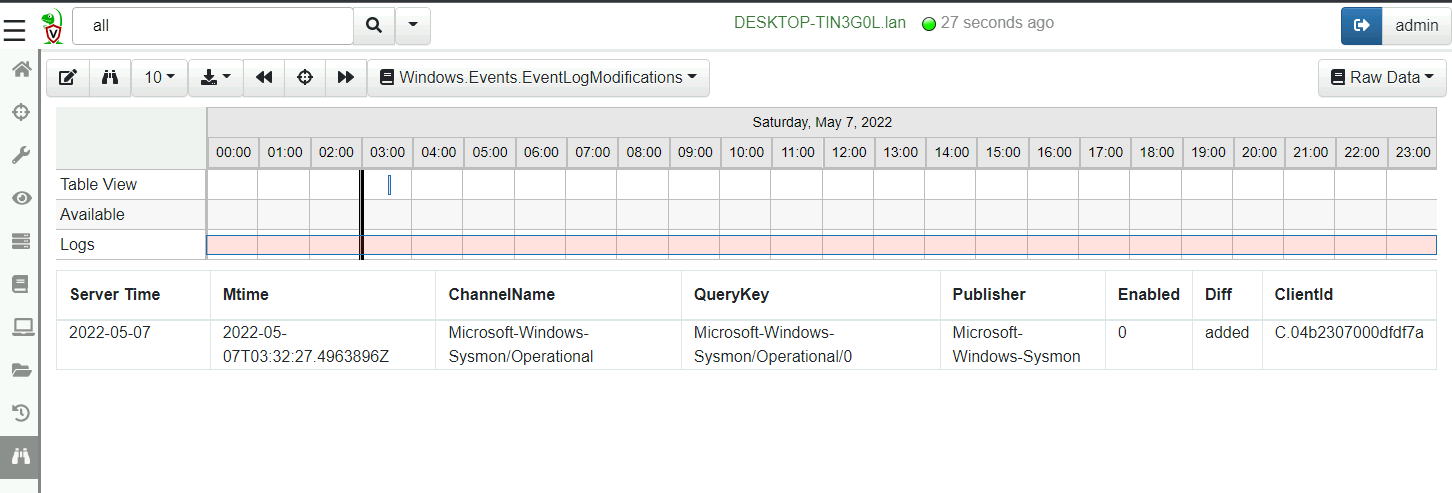 all
DESKTOP-TIN3G0L.lan 27 seconds ago
admin
10
Windows.Events.EventLogModifications
Raw Data
Saturday, May 7, 2022
00:00 01:00 02:00 03:00 04:00 05:00 06:00 07:00 08:00 09:00 10:00 11:00 12:00 13:00 14:00 15:00 16:00 17:00 18:00 19:00 20:00 21:00 22:00 23:00
Table View
Available
Logs
Server Time Mtime ChannelName QueryKey Publisher Enabled Diff ClientId
2022-05-07 2022-05- Microsoft-Windows- Microsoft-Windows- Microsoft- 0 added C.04b2307000dfdf7a
07T03:32:27.4963896Z Sysmon/Operational Sysmon/Operational/0 Windows-Sysmon